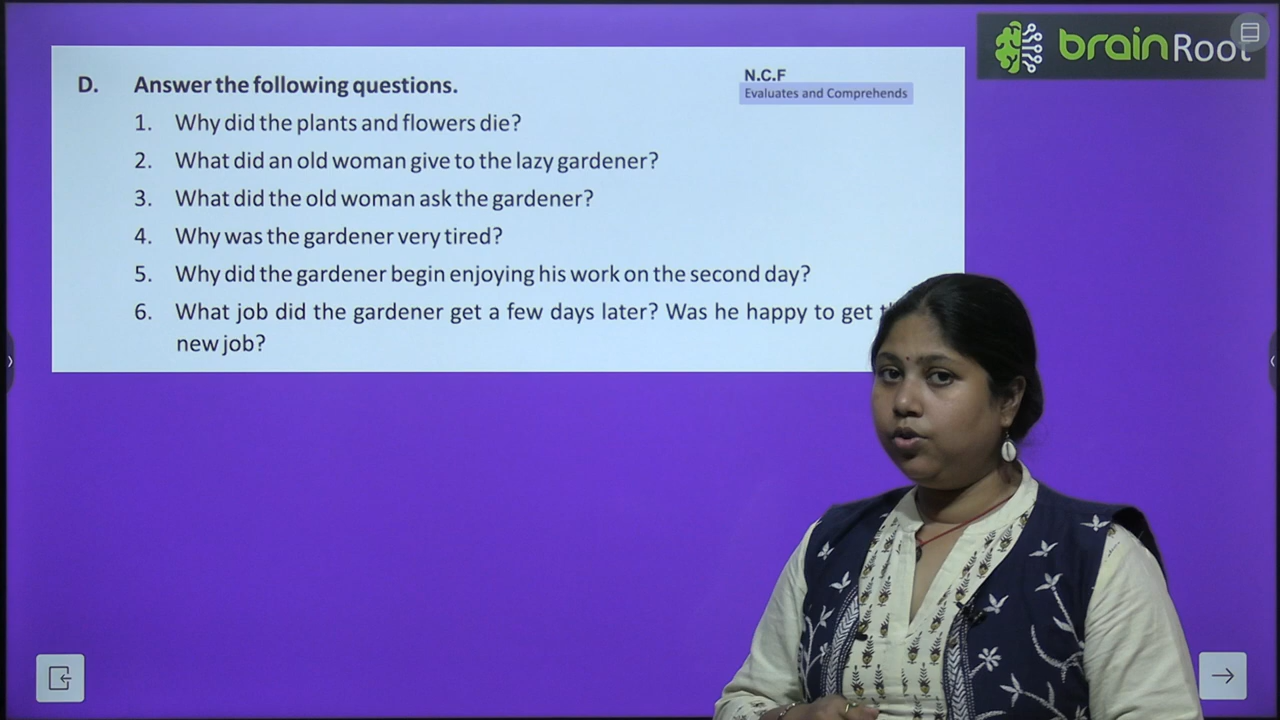 brainRoot
D. Answer the following questions.
N.C.F
Evaluates and Comprehends
1. Why did the plants and flowers die?
2. What did an old woman give to the lazy gardener?
3. What did the old woman ask the gardener?
4. Why was the gardener very tired?
5. Why did the gardener begin enjoying his work on the second day?
6. What job did the gardener get a few days later? Was he happy to get
new job?